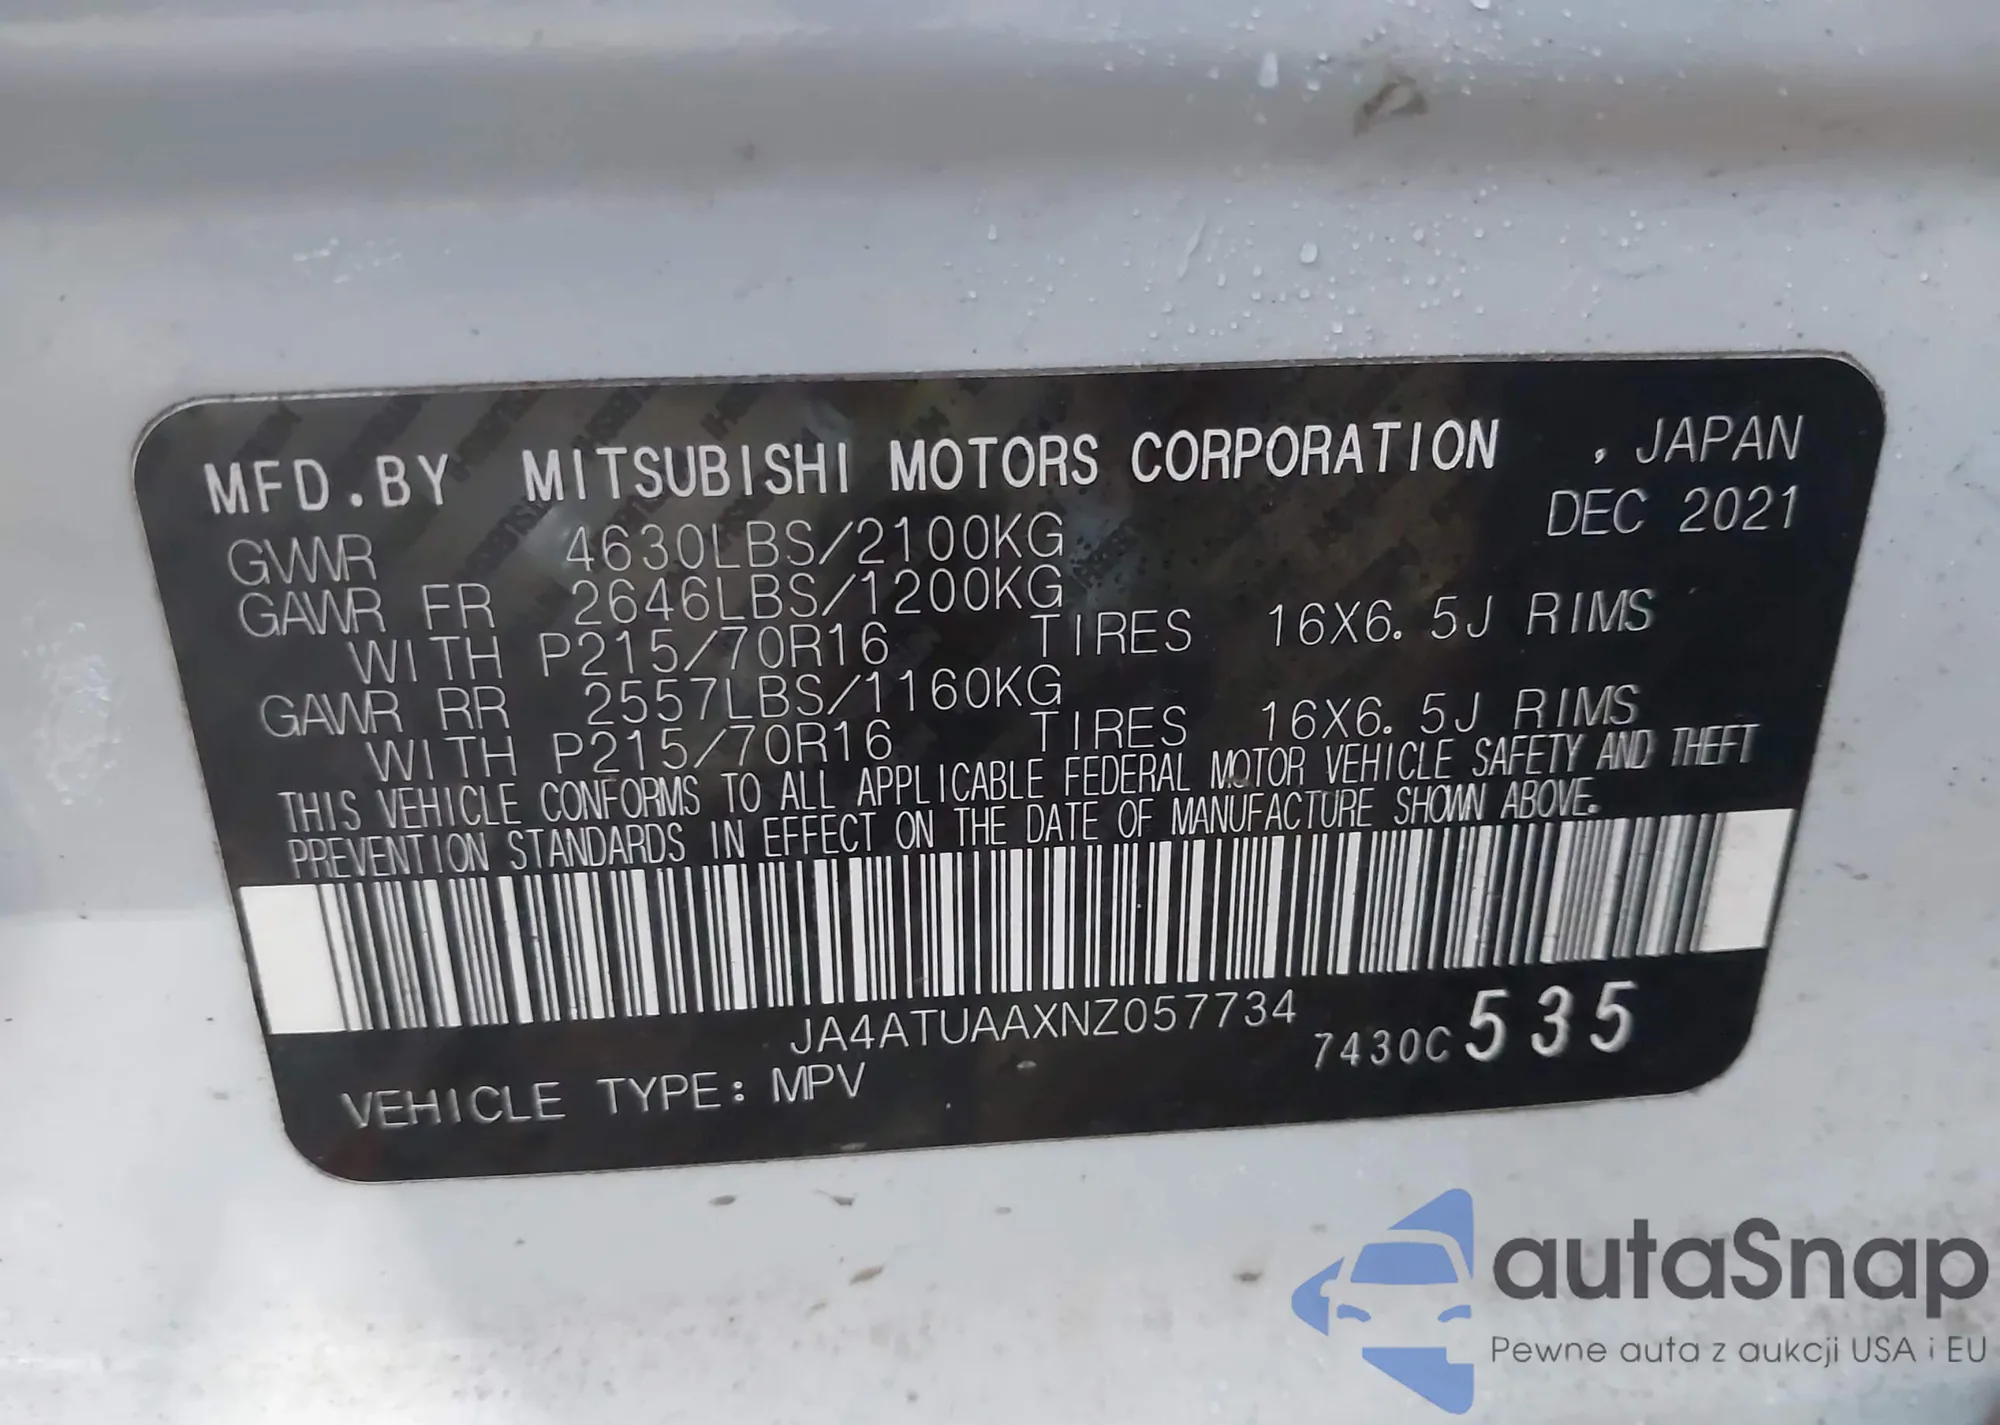 MFD.BY MITSUBISHI MOTORS CORPORATION , JAPAN
DEC 2021
GVWR 4630LBS/2100KG
GAWR FR 2646LBS/1200KG
WITH P215/70R16 TIRES 16X6.5J RIMS
GAWR RR 2557LBS/1160KG
WITH P215/70R16 TIRES 16X6.5J RIMS
THIS VEHICLE CONFORMS TO ALL APPLICABLE FEDERAL MOTOR VEHICLE SAFETY AND THEFT
PREVENTION STANDARDS IN EFFECT ON THE DATE OF MANUFACTURE SHOWN ABOVE.
JA4ATUAAXNZ057734
7430C 535
VEHICLE TYPE: MPV
autaSnap
Pewne auta z aukcji USA i EU